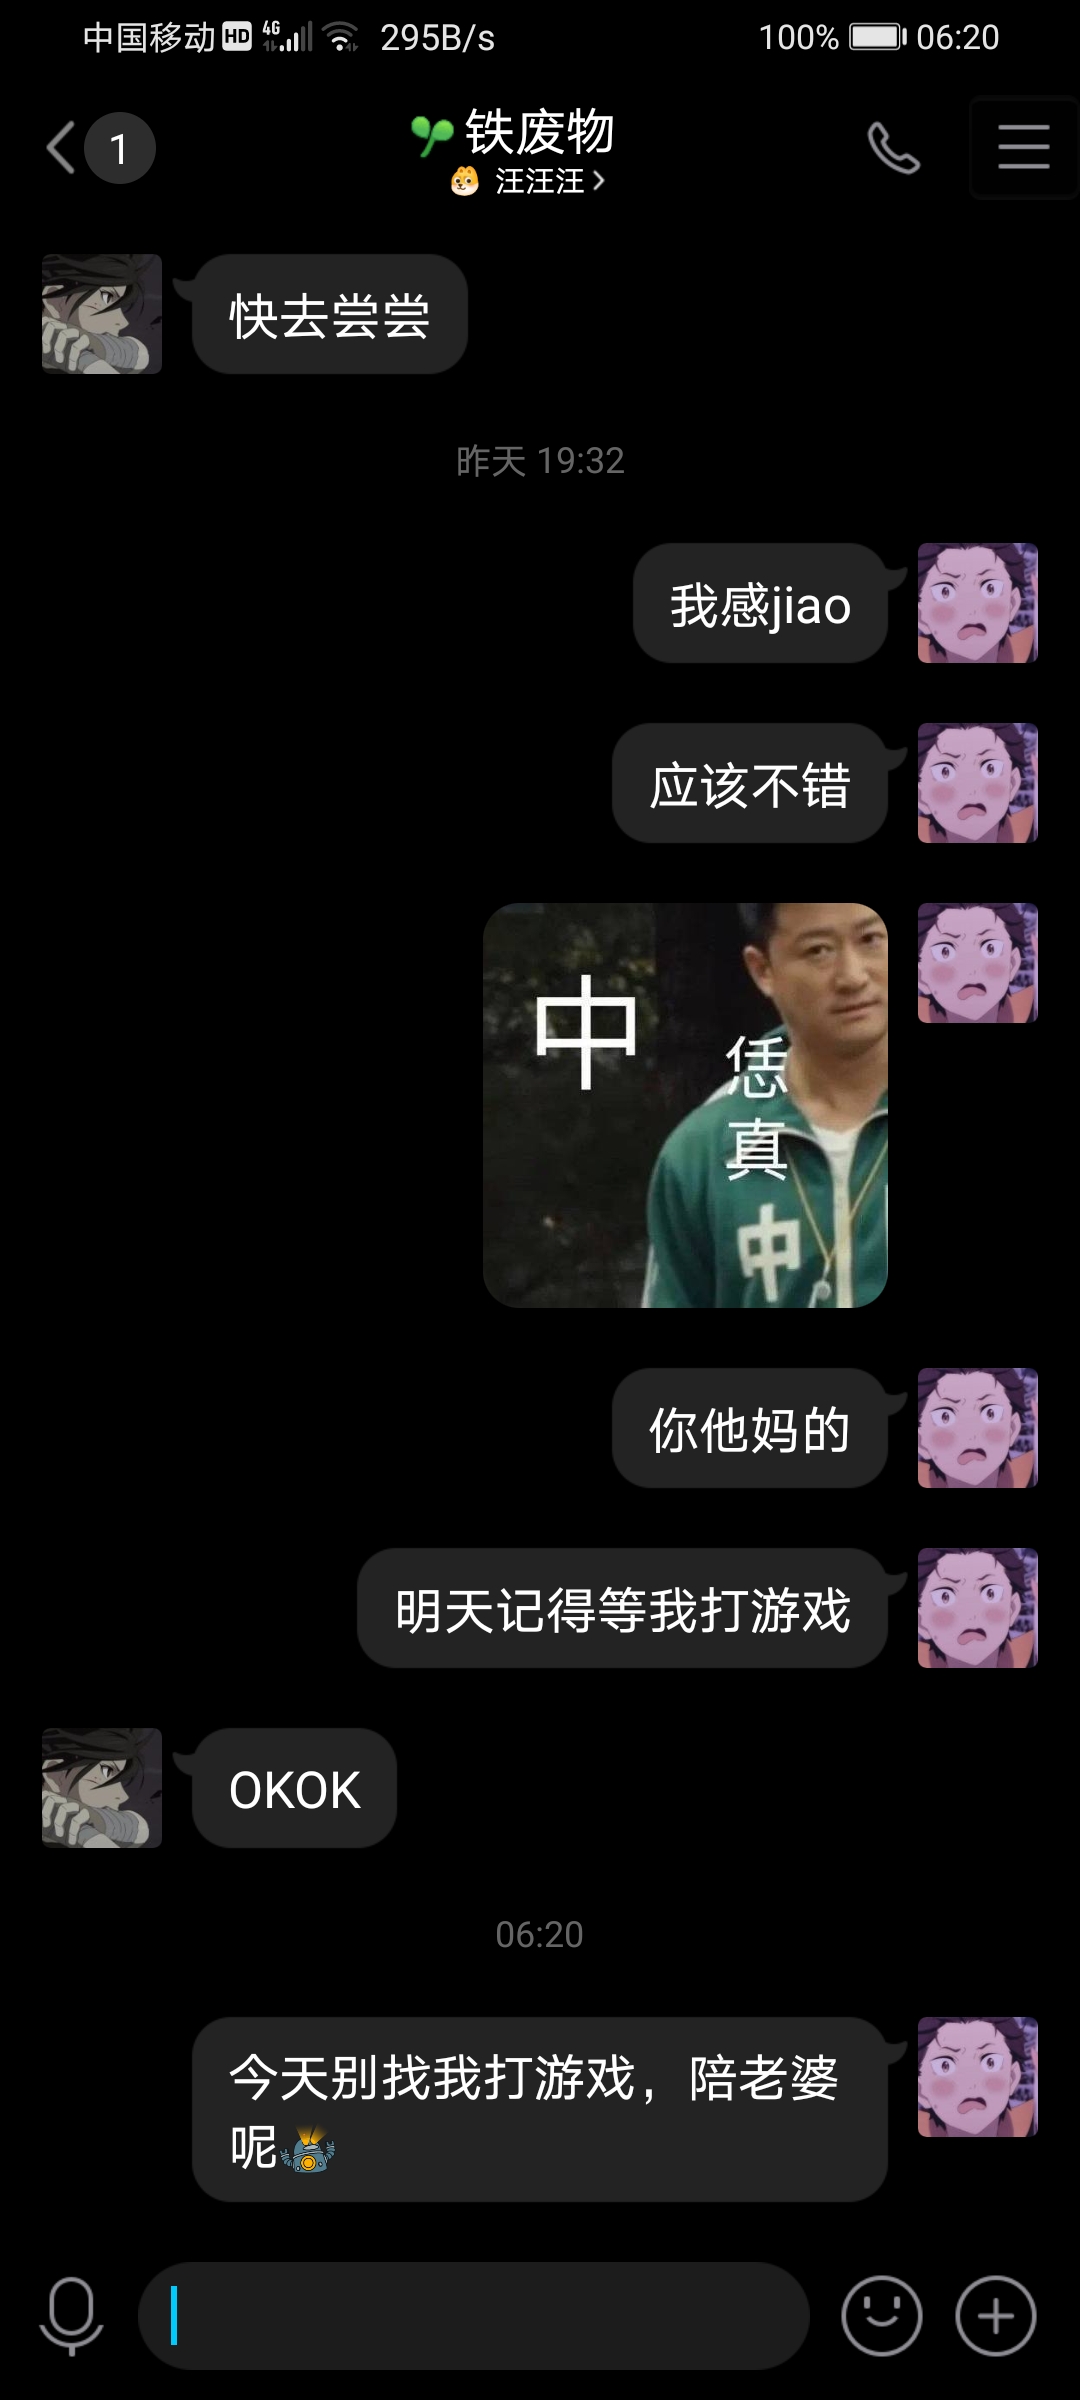 中国移动 HD 4G 295B/s 100% 06:20
1
铁废物
汪汪汪
快去尝尝
昨天 19:32
我感jiao
应该不错
中
恁
真
中
你他妈的
明天记得等我打游戏
OKOK
06:20
今天别找我打游戏，陪老婆
呢